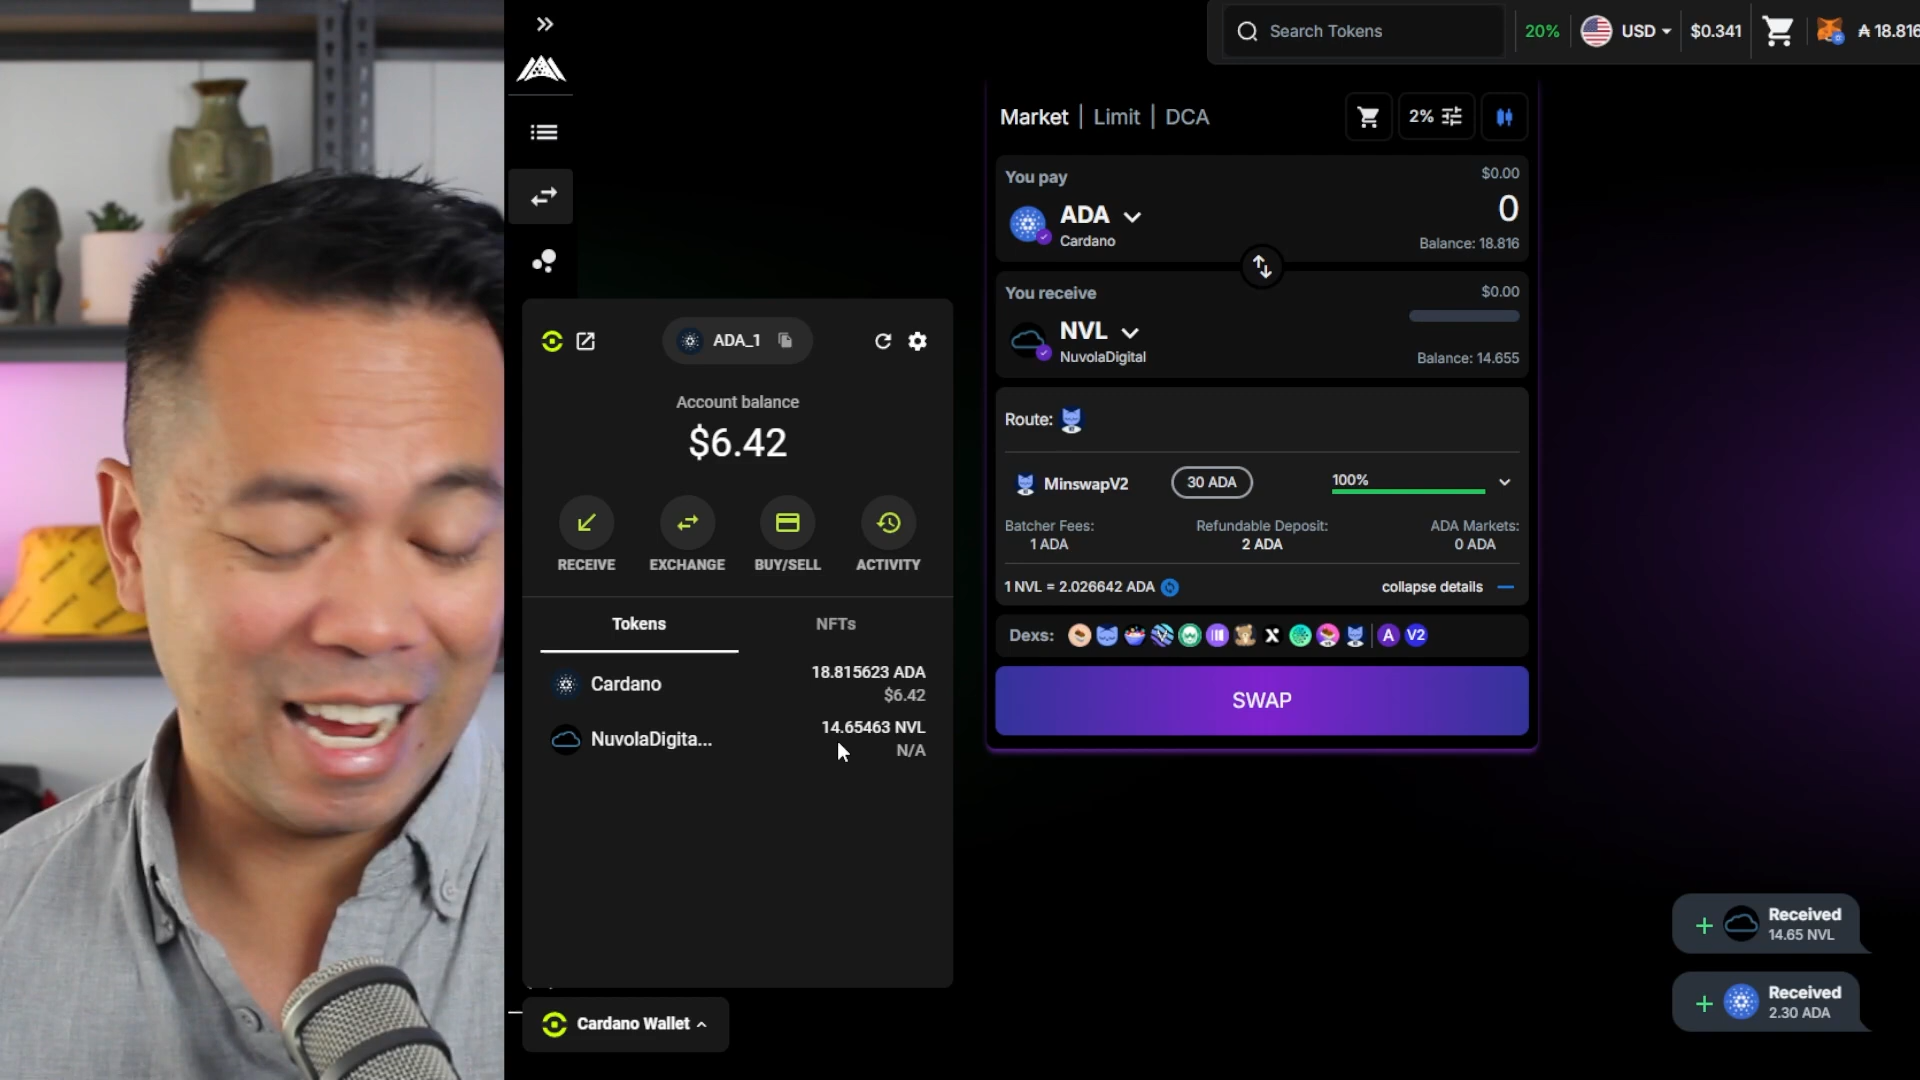 Search Tokens
20%
USD
$0.341
₳ 18.816
Market | Limit | DCA
2%
You pay
$0.00
ADA
0
Cardano
Balance: 18.816
You receive
$0.00
NVL
NuvolaDigital
Balance: 14.655
Route:
MinswapV2
30 ADA
100%
Batcher Fees:
1 ADA
Refundable Deposit:
2 ADA
ADA Markets:
0 ADA
1 NVL = 2.026642 ADA
collapse details
Dexs:
A
V2
SWAP
ADA_1
Account balance
$6.42
RECEIVE
EXCHANGE
BUY/SELL
ACTIVITY
Tokens
NFTs
Cardano
18.815623 ADA
$6.42
NuvolaDigita...
14.65463 NVL
N/A
Cardano Wallet
Received
14.65 NVL
Received
2.30 ADA